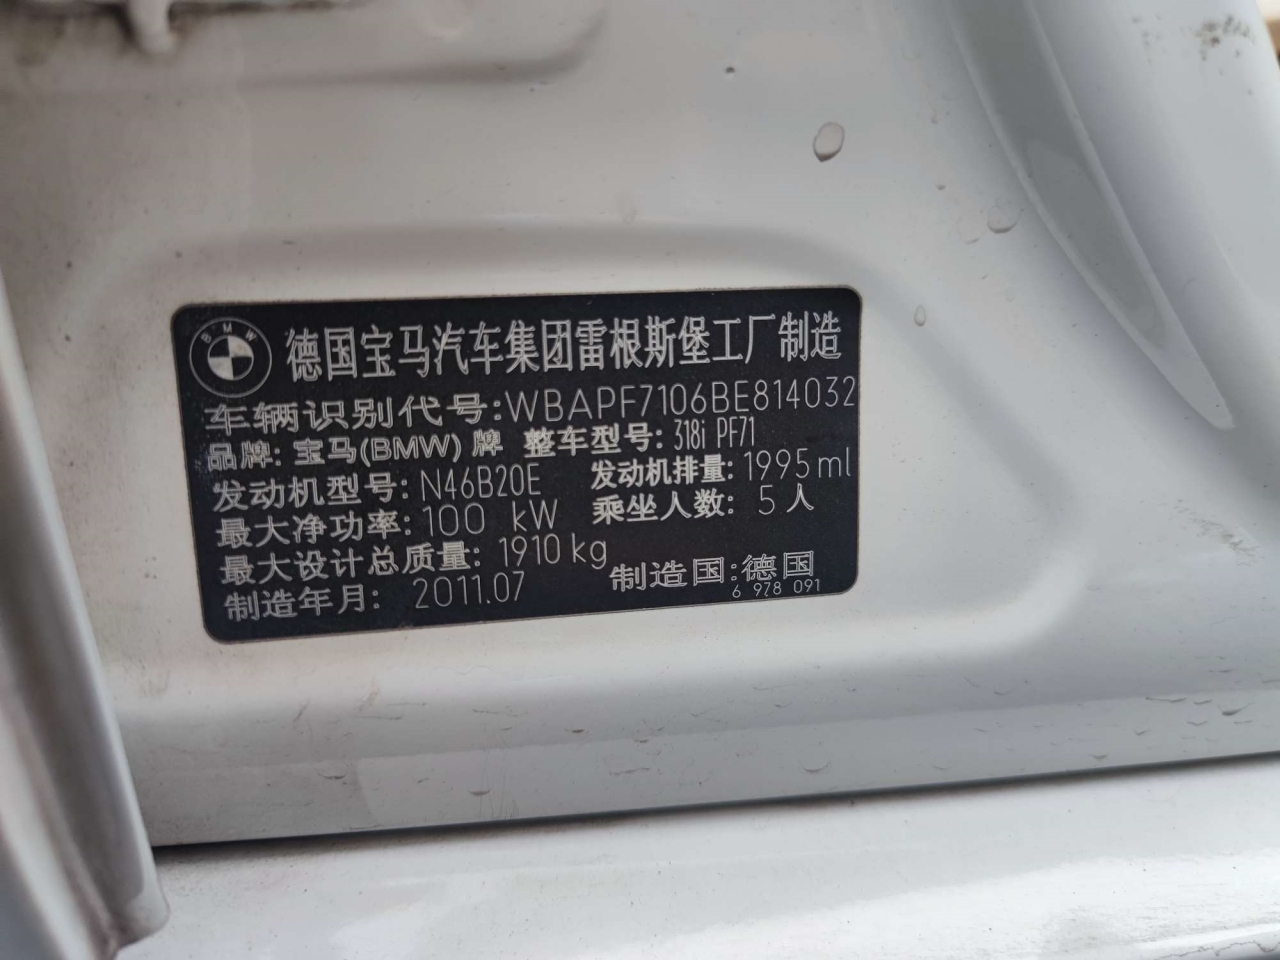 BMW
德国宝马汽车集团雷根斯堡工厂制造
车辆识别代号:WBAPF7106BE814032
品牌: 宝马(BMW)牌 整车型号: 318i PF71
发动机型号: N46B20E 发动机排量: 1995ml
最大净功率: 100 kW 乘坐人数: 5人
最大设计总质量: 1910kg
制造年月: 2011.07 制造国:德国
6 978 091